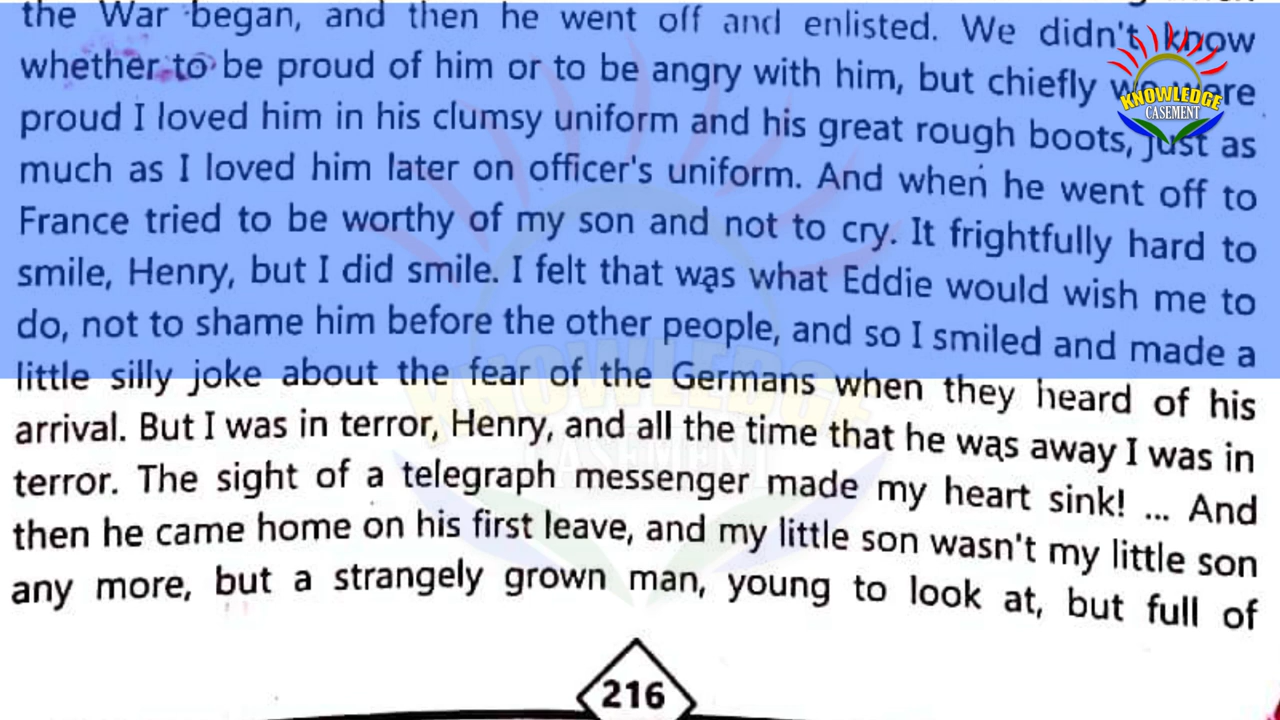 the War began, and then he went off and enlisted. We didn't know
whether to be proud of him or to be angry with him, but chiefly we were
proud I loved him in his clumsy uniform and his great rough boots, just as
much as I loved him later on officer's uniform. And when he went off to
France tried to be worthy of my son and not to cry. It frightfully hard to
smile, Henry, but I did smile. I felt that was what Eddie would wish me to
do, not to shame him before the other people, and so I smiled and made a
little silly joke about the fear of the Germans when they heard of his
arrival. But I was in terror, Henry, and all the time that he was away I was in
terror. The sight of a telegraph messenger made my heart sink! ... And
then he came home on his first leave, and my little son wasn't my little son
any more, but a strangely grown man, young to look at, but full of
216
KNOWLEDGE
CASEMENT
KNOWLEDGE
CASEMENT